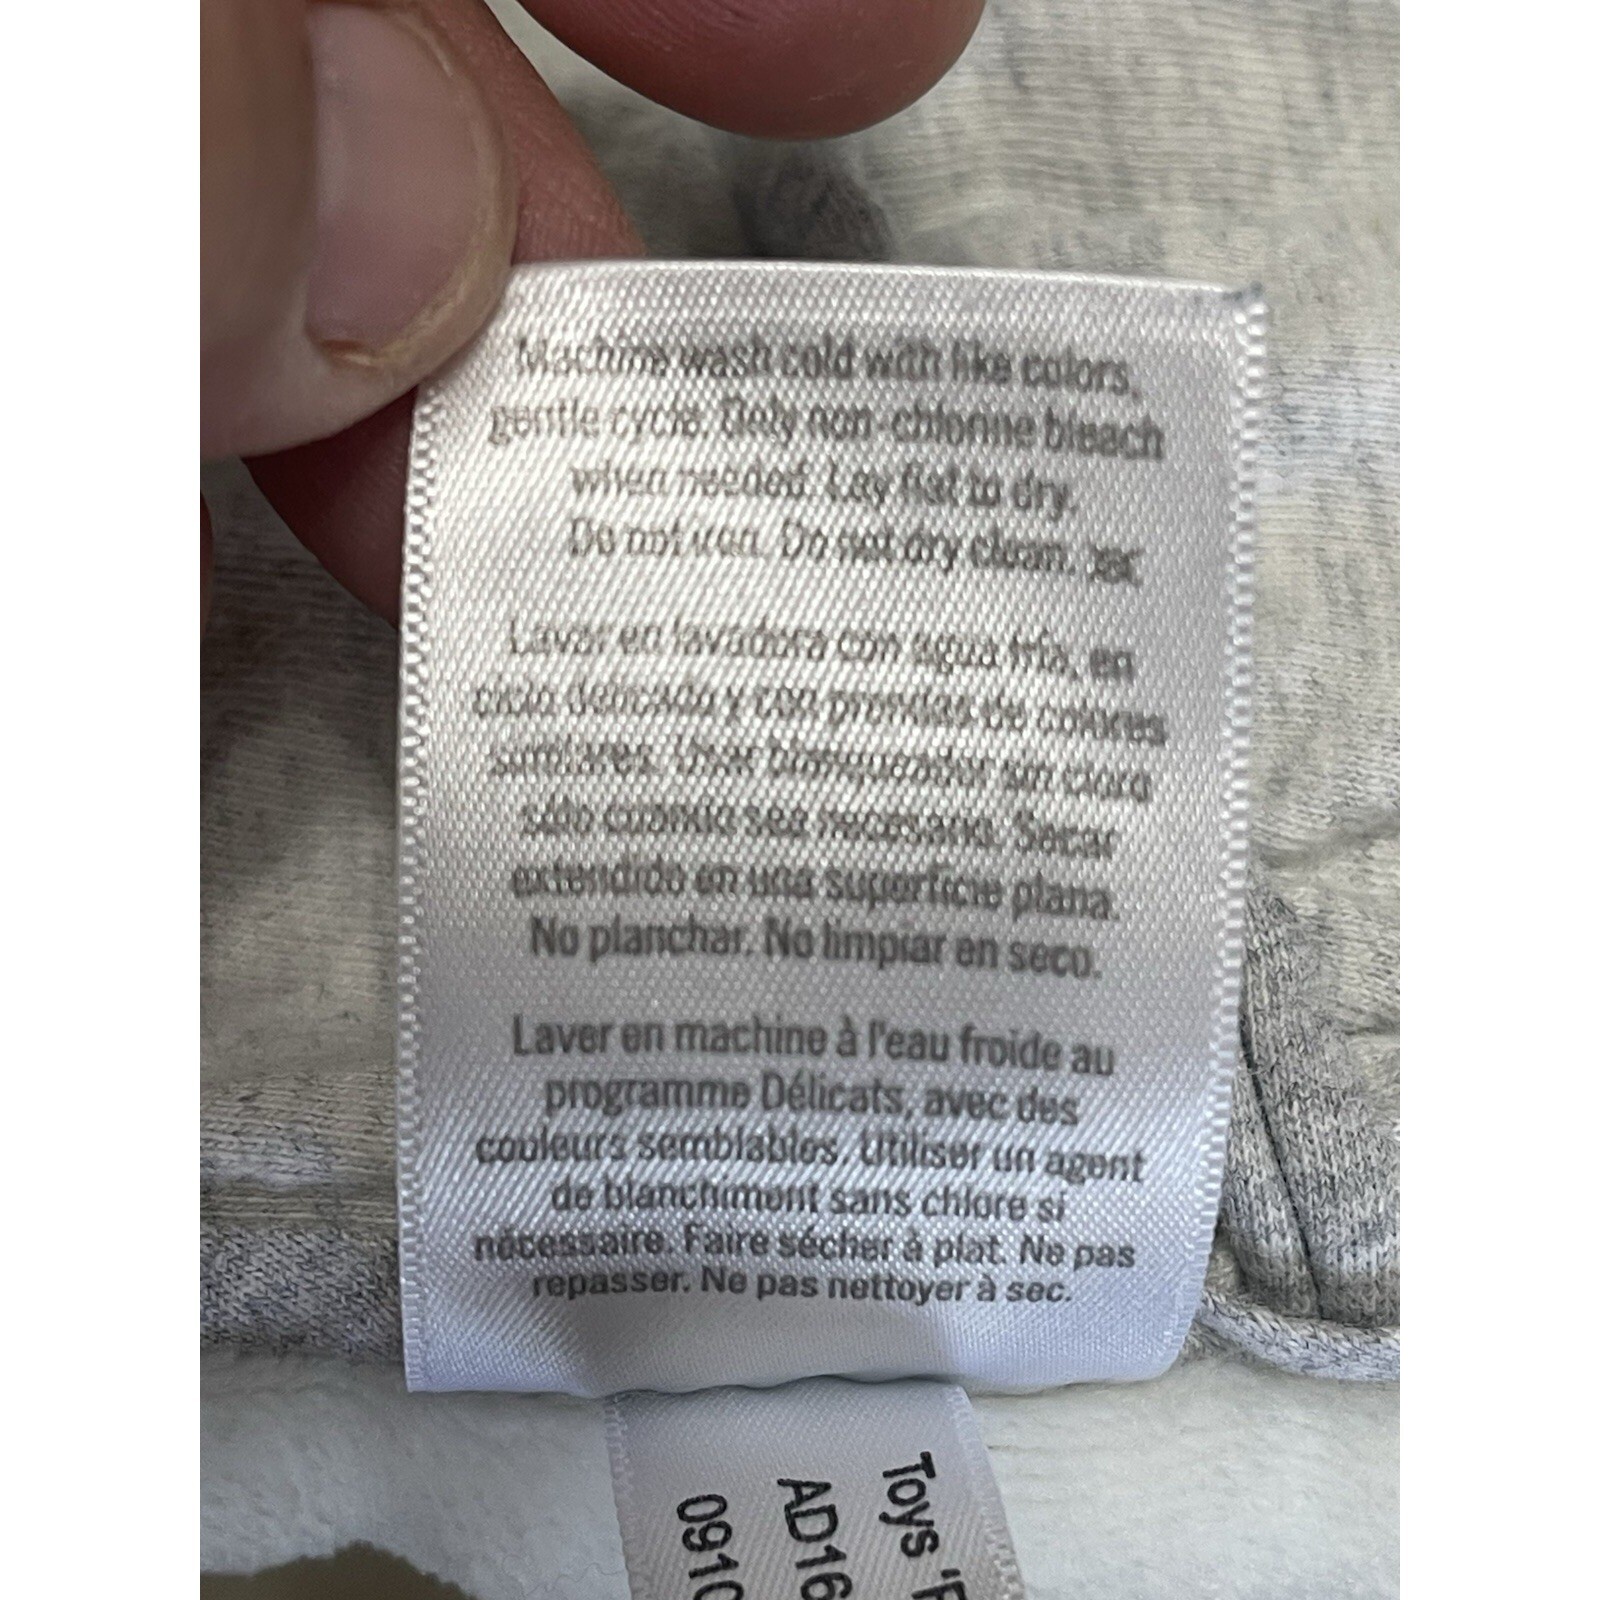 Machine wash cold with like colors,
gentle cycle. Only non-chlorine bleach
when needed. Lay flat to dry.
Do not iron. Do not dry clean.
Lavar en lavadora con agua fría, en
ciclo delicado y con prendas de colores
similares. Usar blanqueador sin cloro
sólo cuando sea necesario. Secar
extendido en una superficie plana.
No planchar. No limpiar en seco.
Laver en machine à l'eau froide au
programme Délicats, avec des
couleurs semblables. Utiliser un agent
de blanchiment sans chlore si
nécessaire. Faire sécher à plat. Ne pas
repasser. Ne pas nettoyer à sec.
Toys
AD16
0910